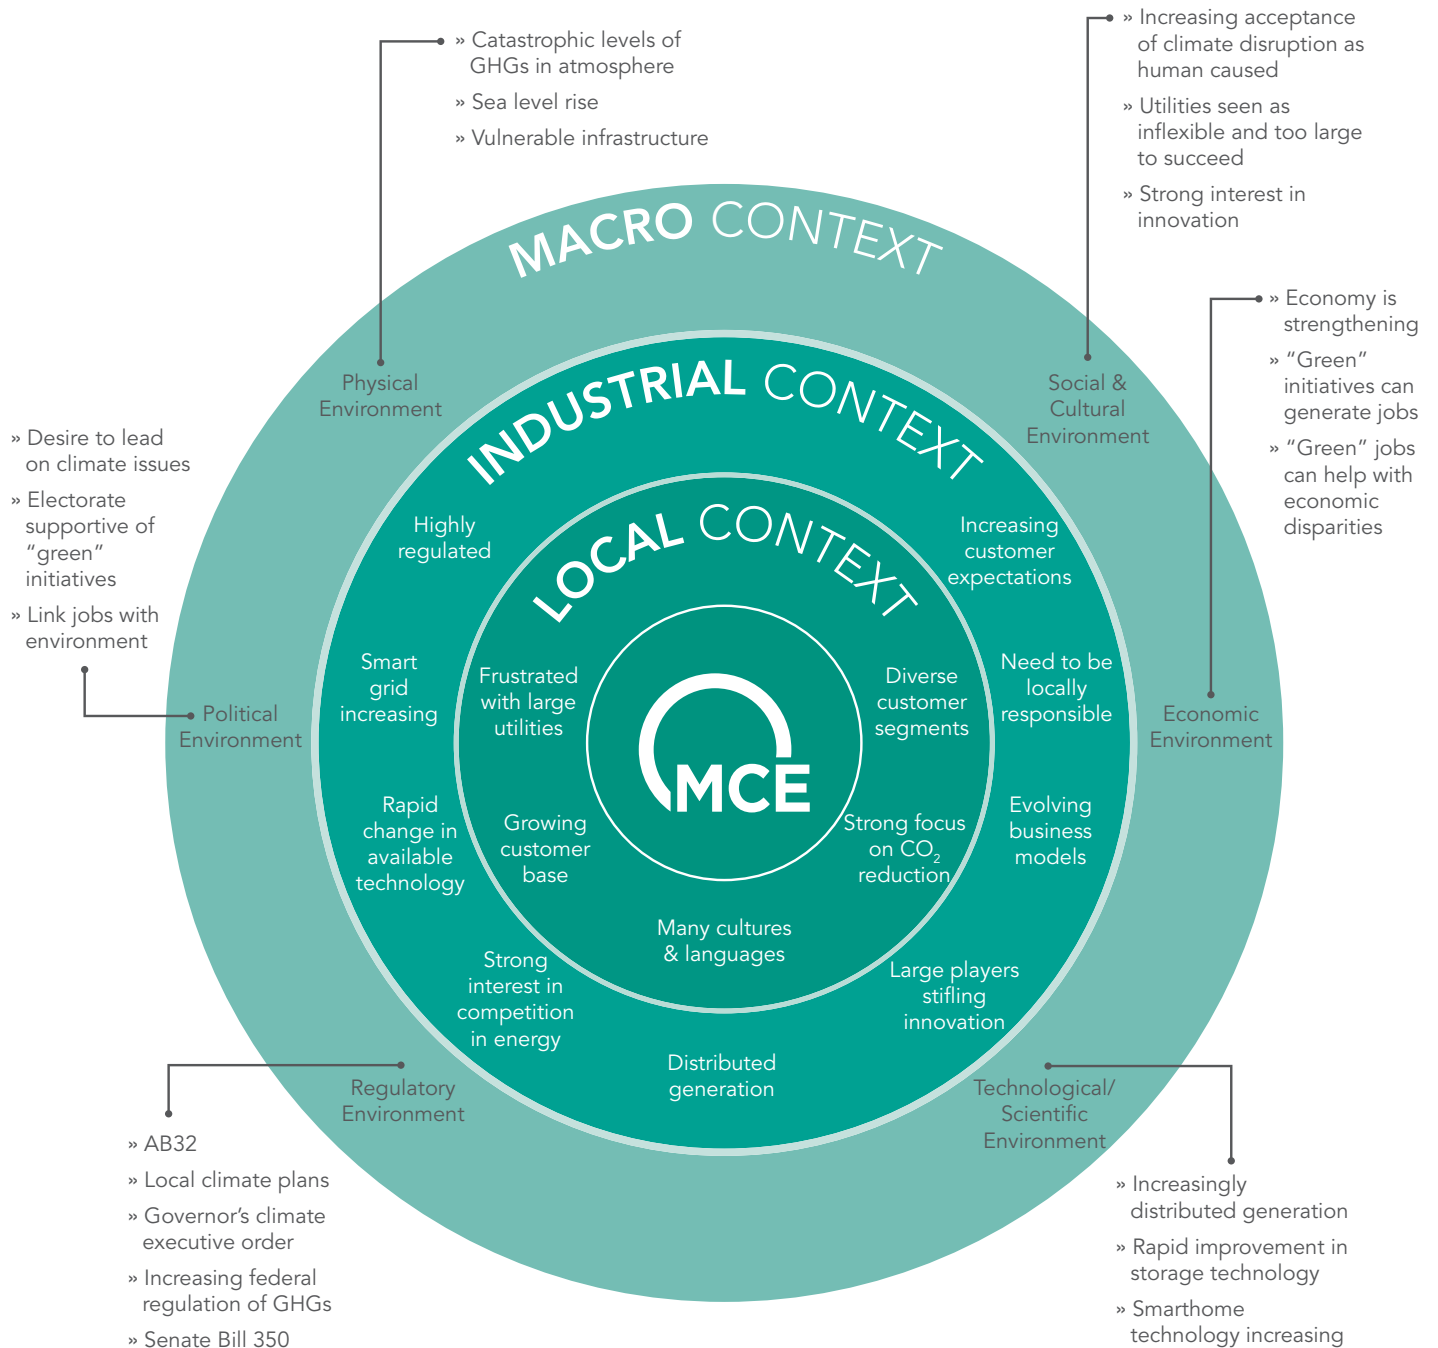 » Catastrophic levels of
GHGs in atmosphere
» Sea level rise
» Vulnerable infrastructure
» Increasing acceptance
of climate disruption as
human caused
» Utilities seen as
inflexible and too large
to succeed
» Strong interest in
innovation
MACRO CONTEXT
Physical
Environment
Social &
Cultural
Environment
» Economy is
strengthening
» “Green”
initiatives can
generate jobs
» “Green” jobs
can help with
economic
disparities
» Desire to lead
on climate issues
» Electorate
supportive of
“green”
initiatives
» Link jobs with
environment
Political
Environment
Economic
Environment
INDUSTRIAL CONTEXT
Highly
regulated
Increasing
customer
expectations
Smart
grid
increasing
Need to be
locally
responsible
Rapid
change in
available
technology
Evolving
business
models
Strong
interest in
competition
in energy
Large players
stifling
innovation
Distributed
generation
LOCAL CONTEXT
Frustrated
with large
utilities
Diverse
customer
segments
MCE
Growing
customer
base
Strong focus
on CO₂
reduction
Many cultures
& languages
Regulatory
Environment
Technological/
Scientific
Environment
» AB32
» Local climate plans
» Governor’s climate
executive order
» Increasing federal
regulation of GHGs
» Senate Bill 350
» Increasingly
distributed generation
» Rapid improvement in
storage technology
» Smarthome
technology increasing